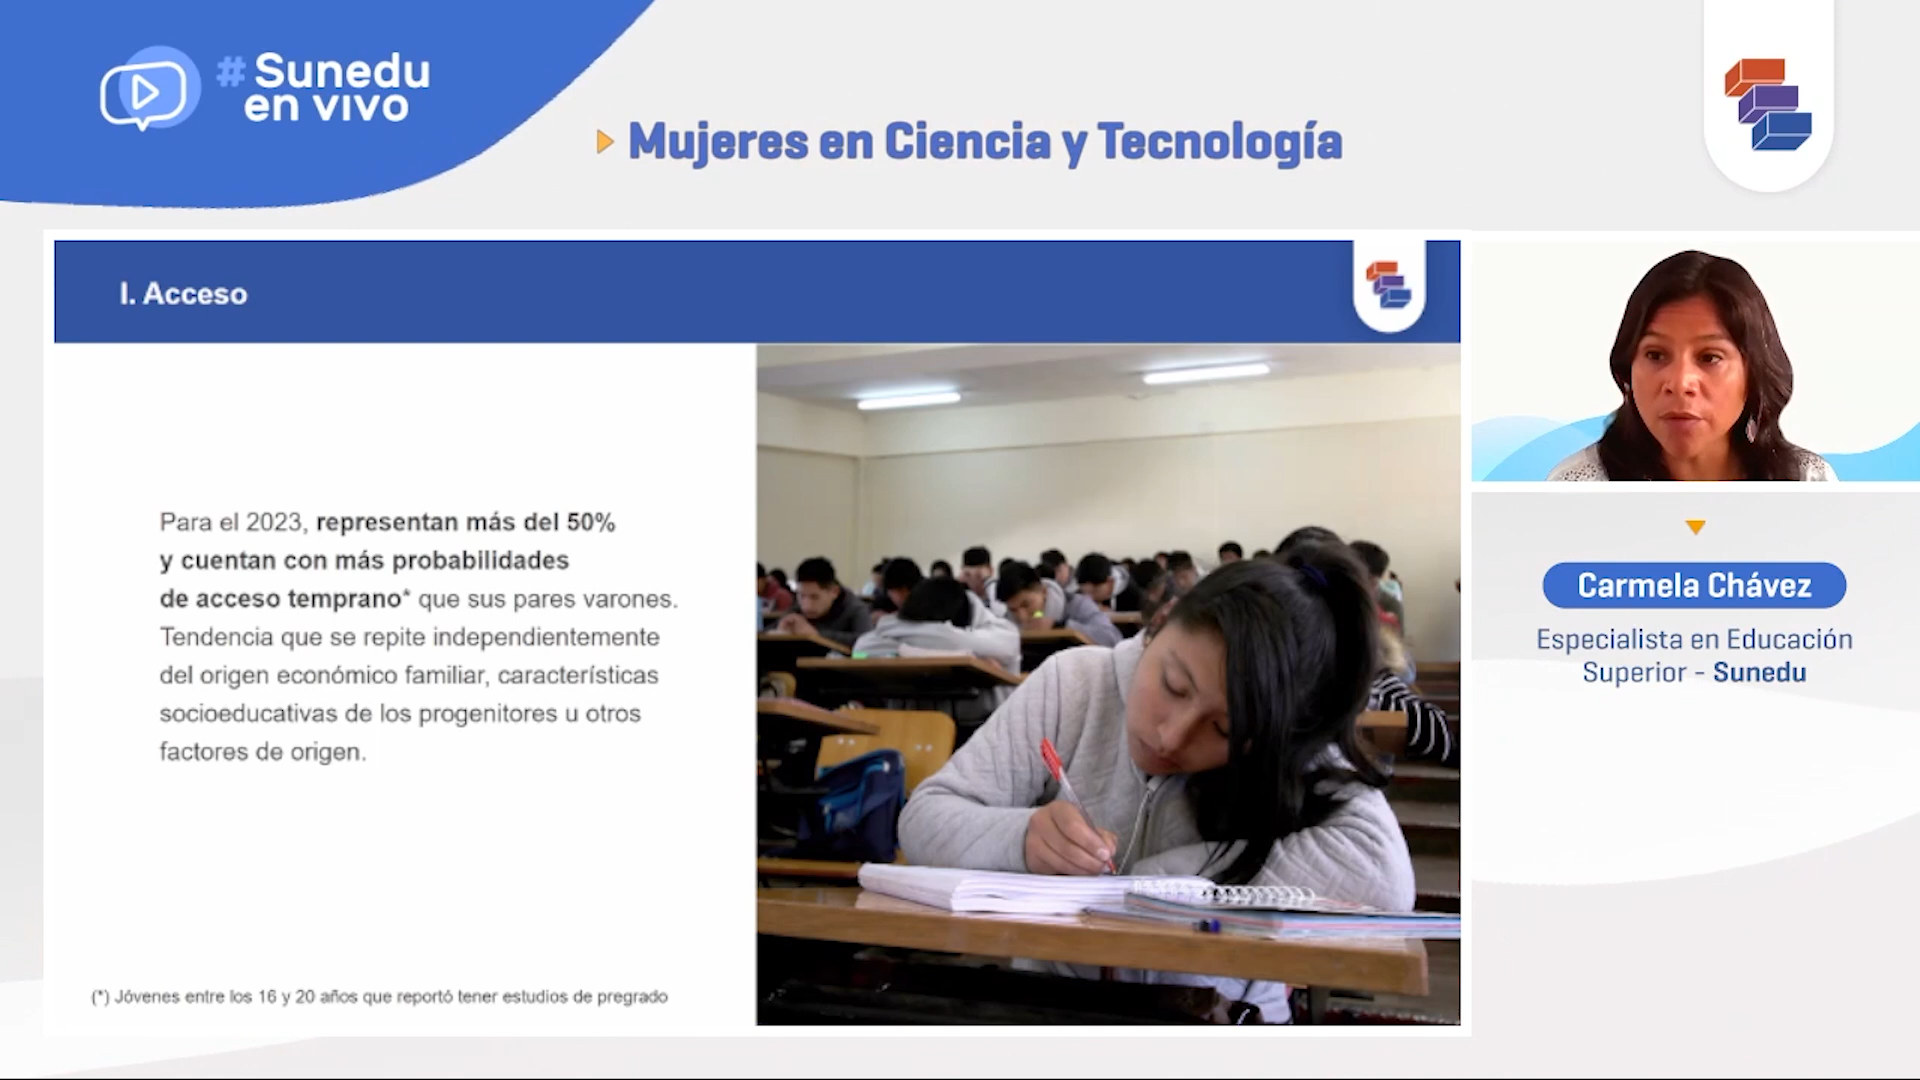 # Sunedu
en vivo
Mujeres en Ciencia y Tecnología
I. Acceso
Para el 2023, representan más del 50%
y cuentan con más probabilidades
de acceso temprano* que sus pares varones.
Tendencia que se repite independientemente
del origen económico familiar, características
socioeducativas de los progenitores u otros
factores de origen.
(*) Jóvenes entre los 16 y 20 años que reportó tener estudios de pregrado
Carmela Chávez
Especialista en Educación
Superior - Sunedu